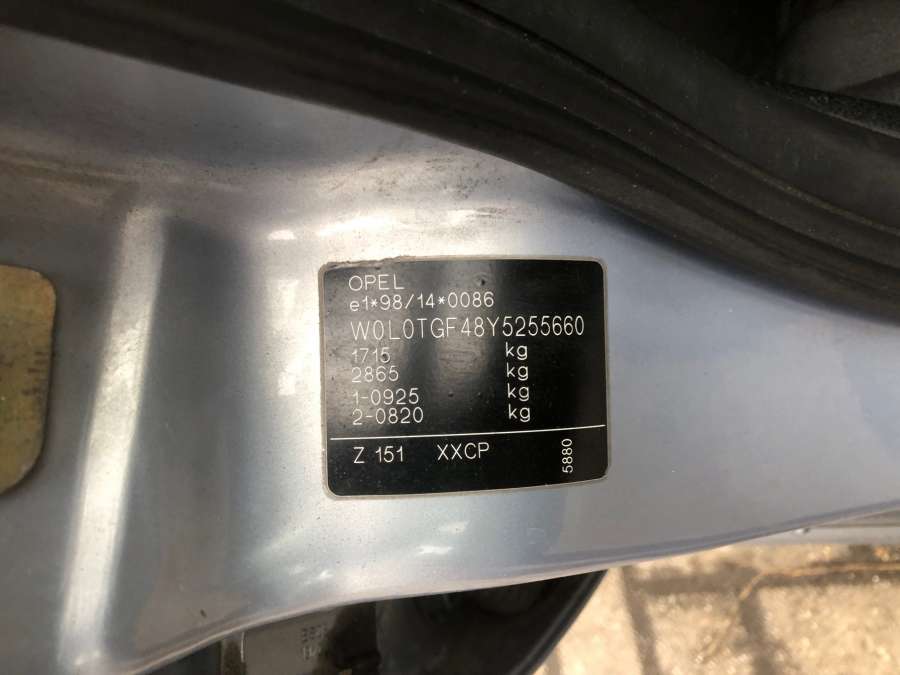 OPEL
e1*98/14*0086
W0L0TGF48Y5255660
1715 kg
2865 kg
1-0925 kg
2-0820 kg
Z 151 XXCP 5880